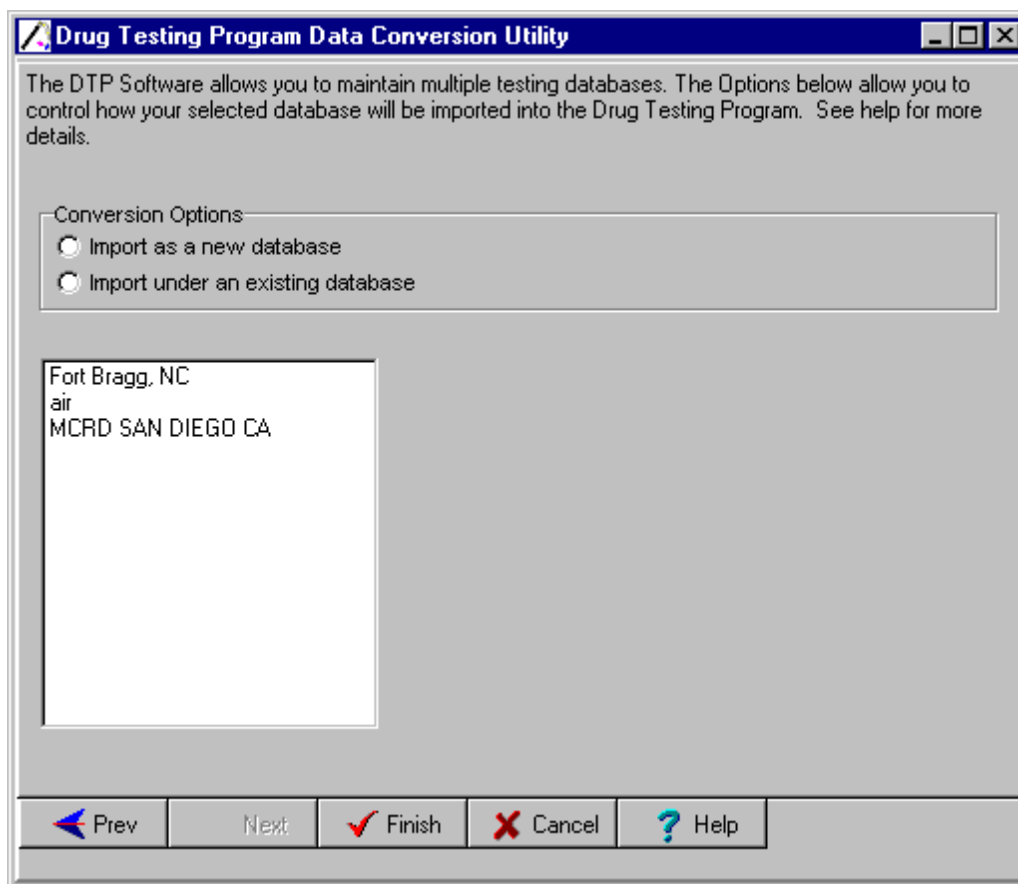 Drug Testing Program Data Conversion Utility
The DTP Software allows you to maintain multiple testing databases. The Options below allow you to
control how your selected database will be imported into the Drug Testing Program.  See help for more
details.
Conversion Options
Import as a new database
Import under an existing database
Fort Bragg, NC
air
MCRD SAN DIEGO CA
Prev Next Finish Cancel Help